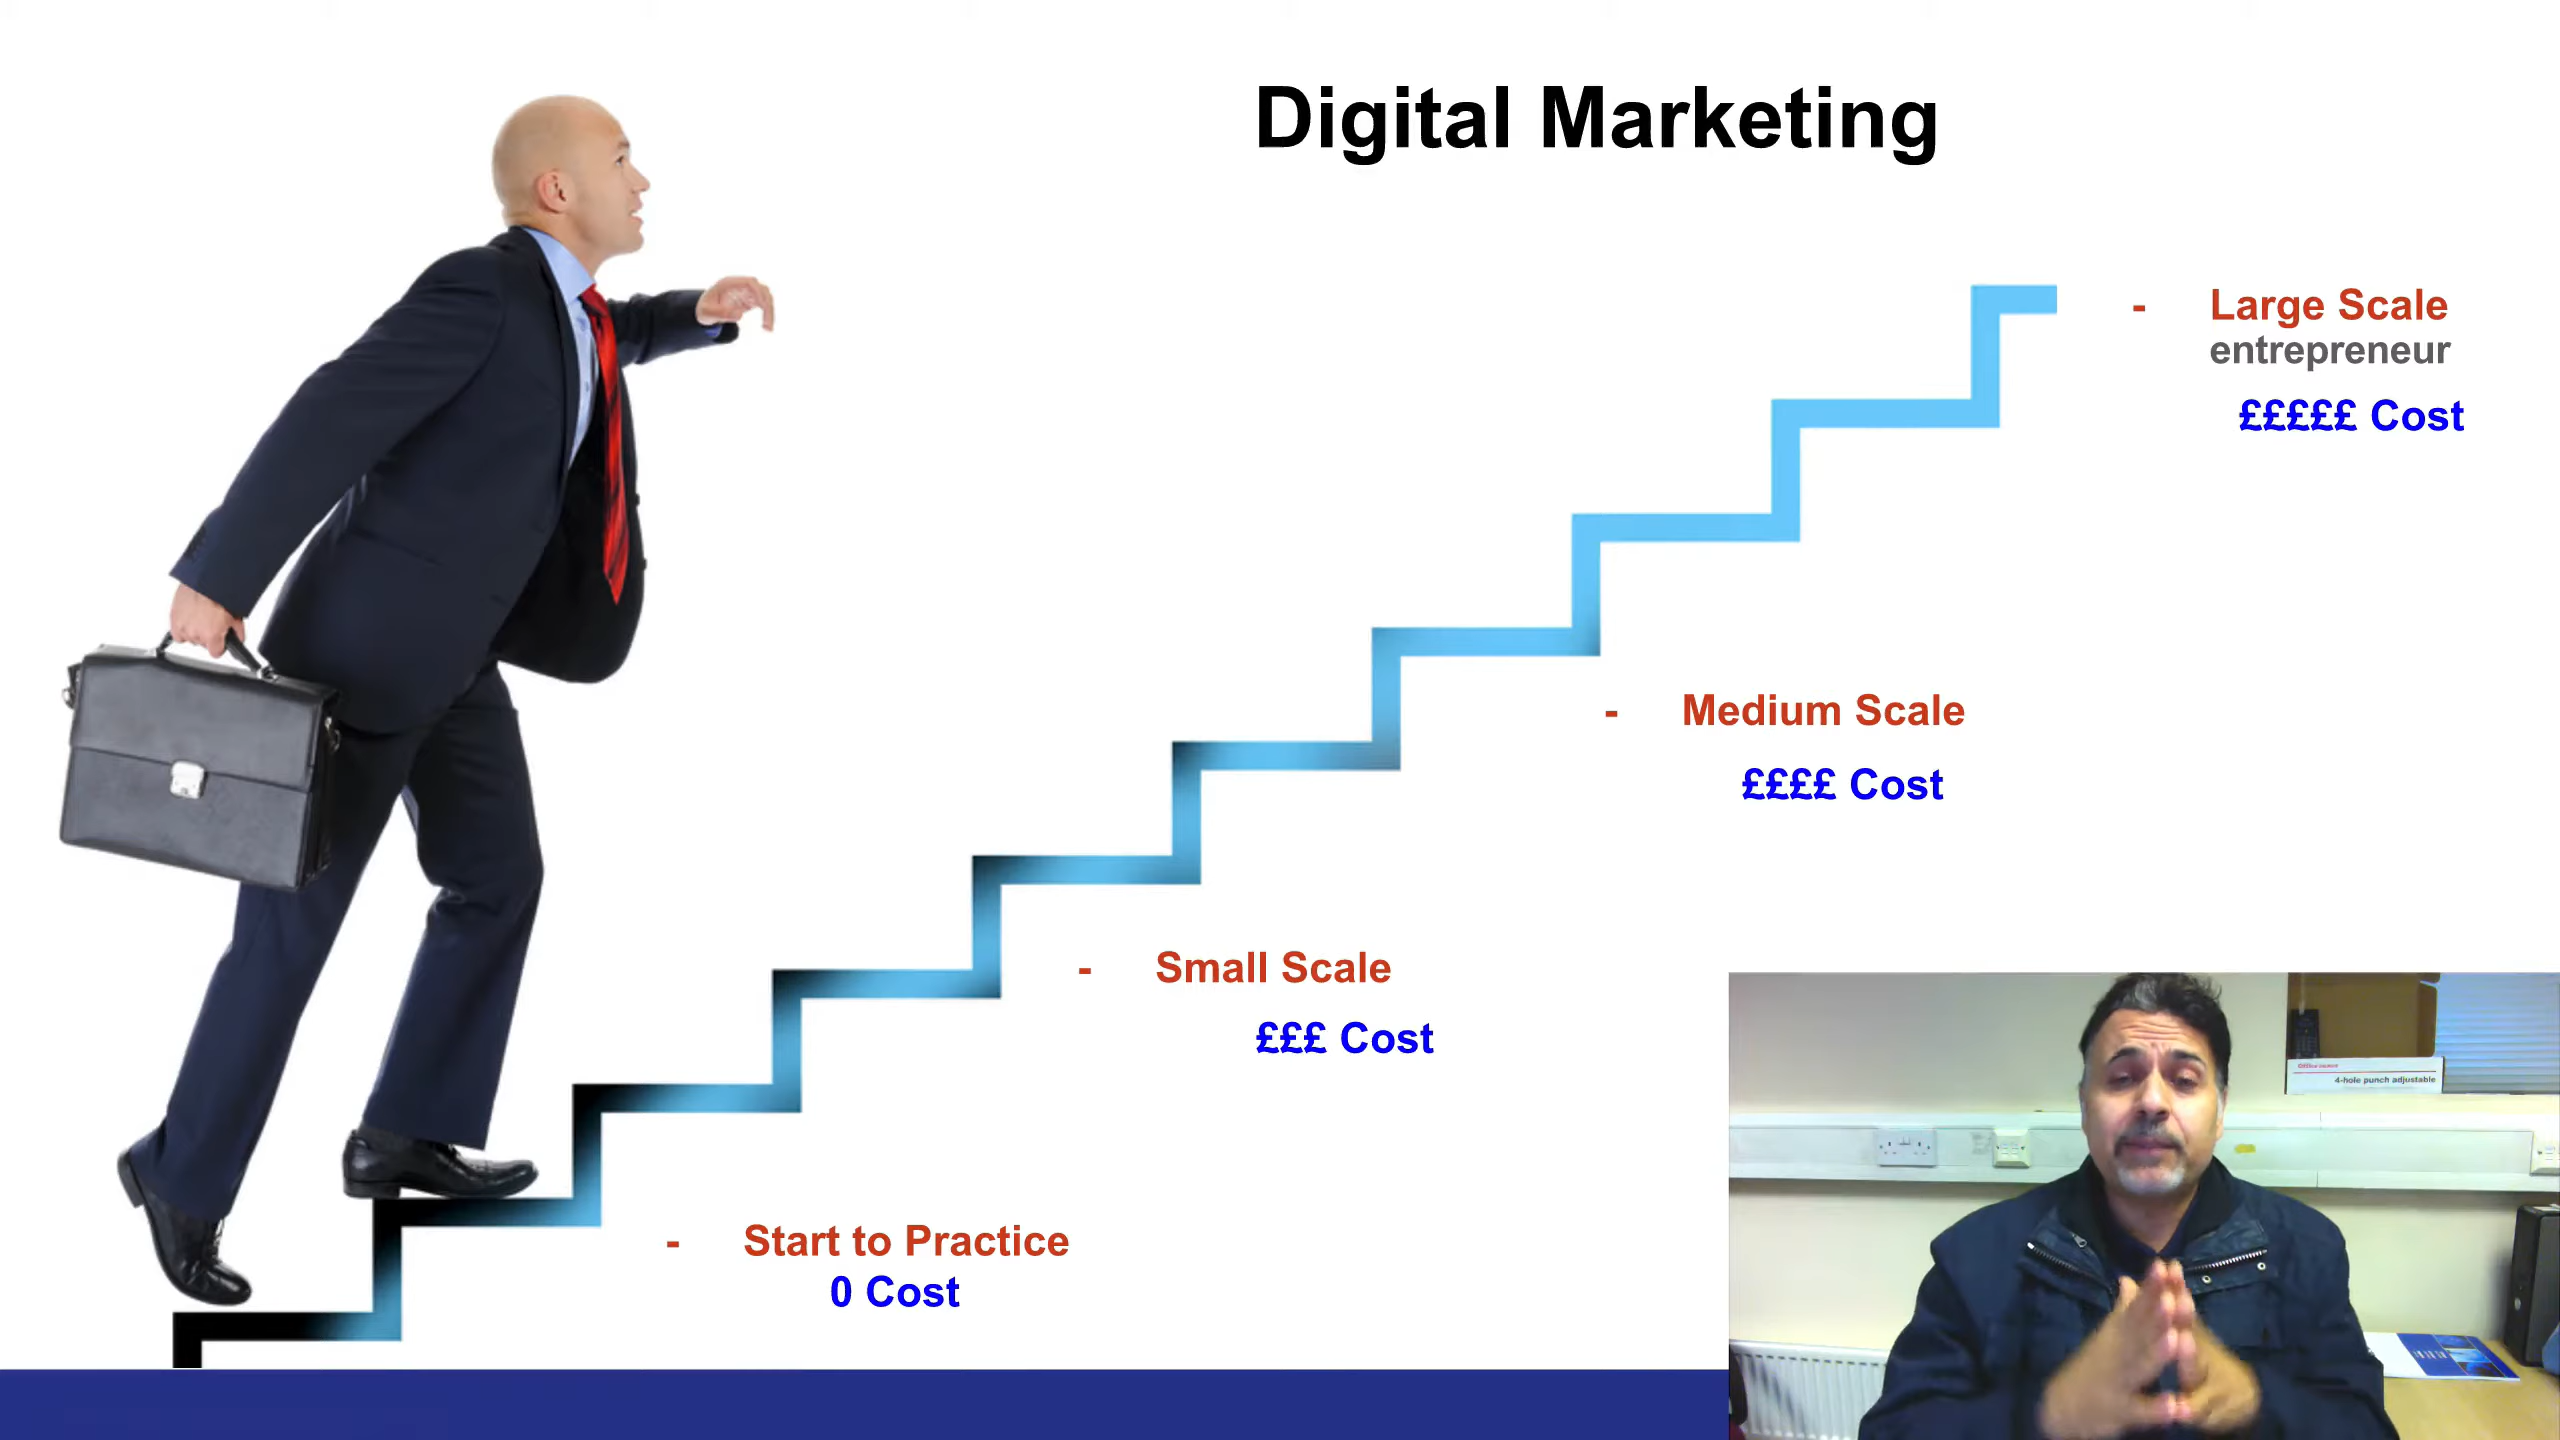 Digital Marketing
- Large Scale
entrepreneur
£££££ Cost
- Medium Scale
££££ Cost
- Small Scale
£££ Cost
- Start to Practice
0 Cost
4-hole punch adjustable